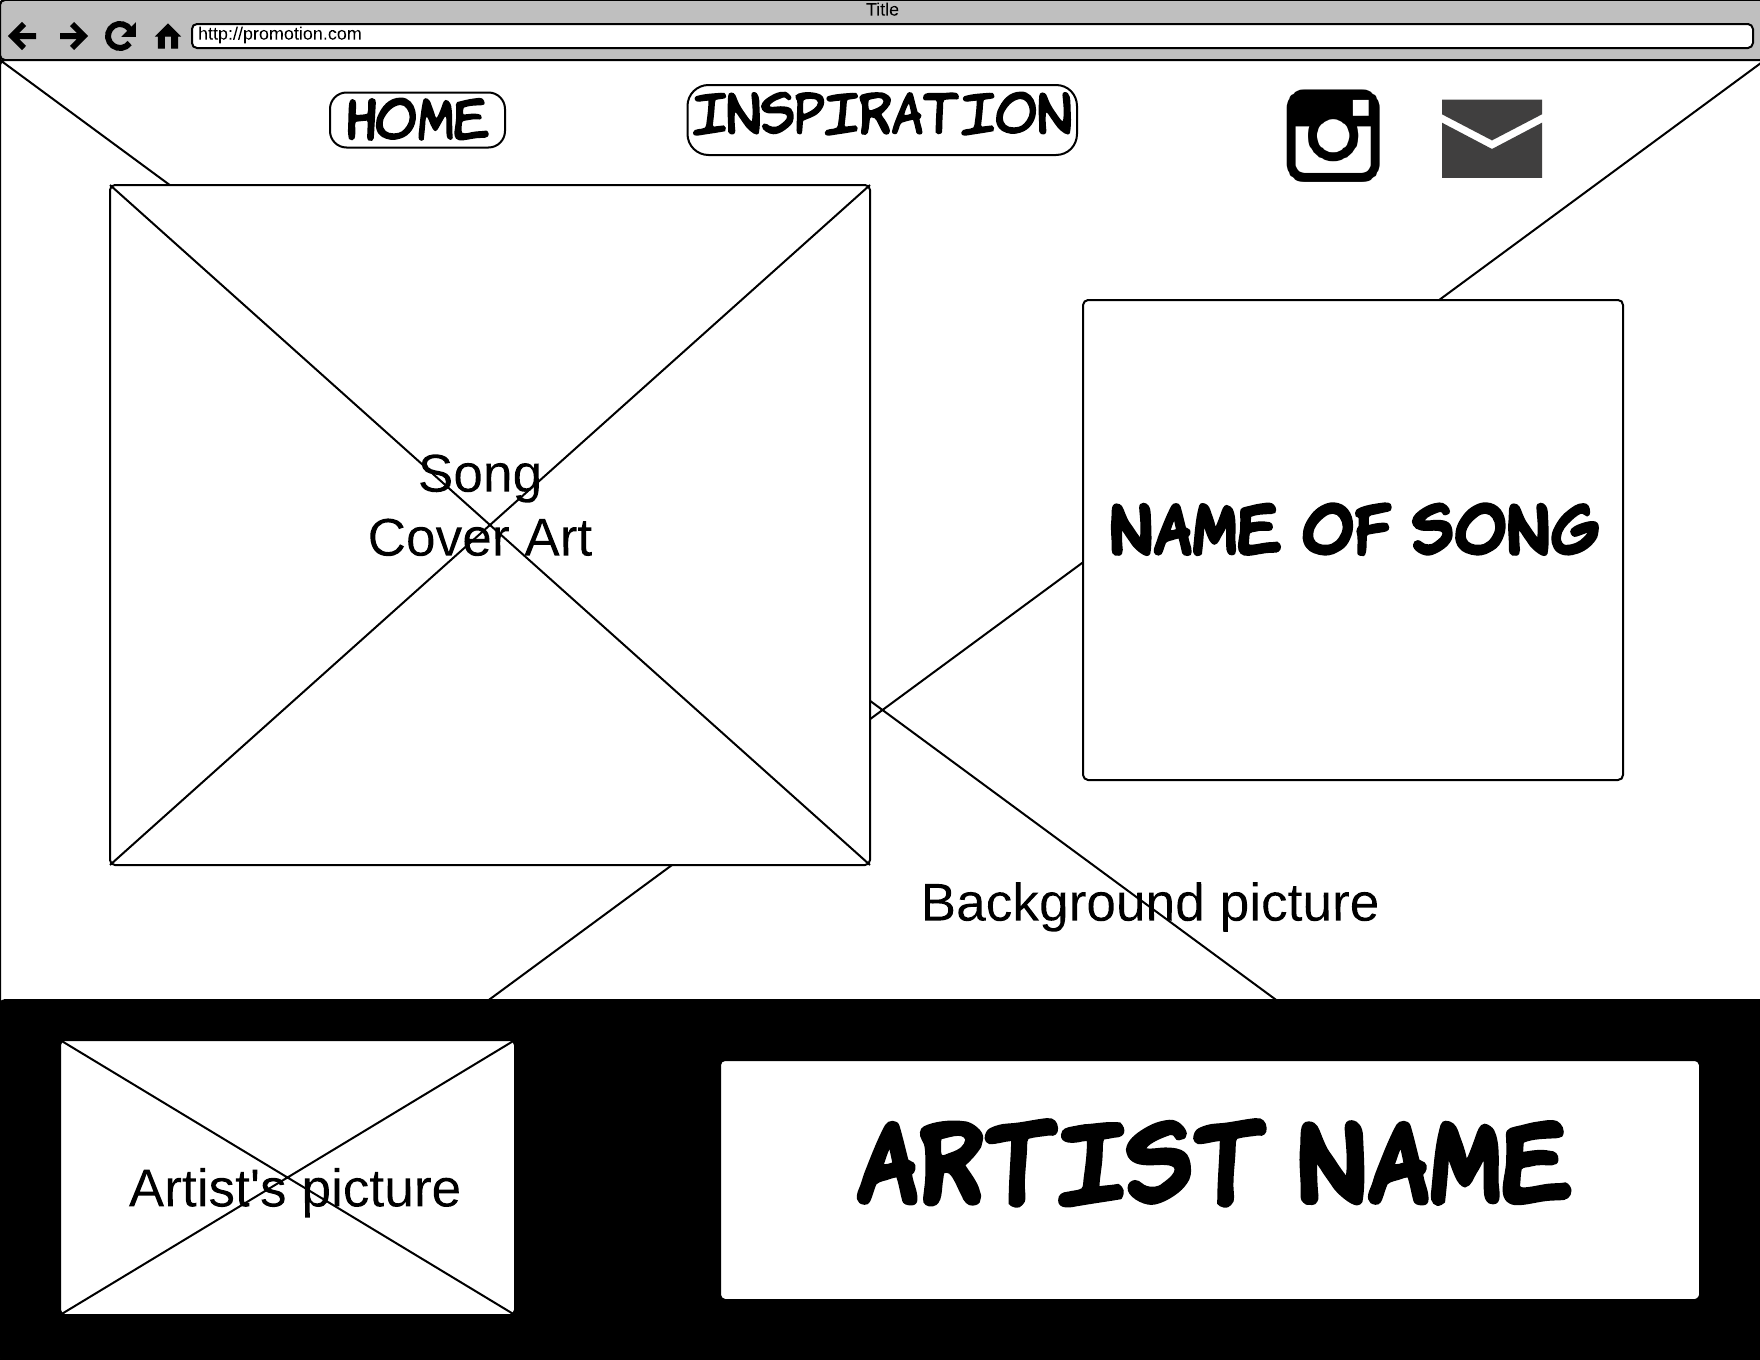 Title
http://promotion.com
HOME
INSPIRATION
Song
Cover Art
NAME OF SONG
Background picture
Artist's picture
ARTIST NAME